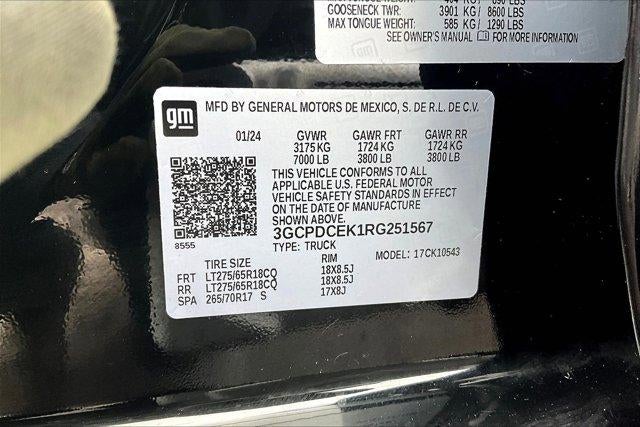 GOOSENECK TWR: 3901 KG/ 8600 LBS
MAX TONGUE WEIGHT: 585 KG/ 1290 LBS
SEE OWNER'S MANUAL FOR MORE INFORMATION
gm
MFD BY GENERAL MOTORS DE MEXICO, S. DE R.L. DE C.V.
01/24 GVWR GAWR FRT GAWR RR
3175 KG 1724 KG 1724 KG
7000 LB 3800 LB 3800 LB
THIS VEHICLE CONFORMS TO ALL
APPLICABLE U.S. FEDERAL MOTOR
VEHICLE SAFETY STANDARDS IN EFFECT
ON THE DATE OF MANUFACTURE
SHOWN ABOVE.
3GCPDCEK1RG251567
8555
TYPE: TRUCK MODEL: 17CK10543
TIRE SIZE RIM
FRT LT275/65R18CQ 18X8.5J
RR LT275/65R18CQ 18X8.5J
SPA 265/70R17 S 17X8J